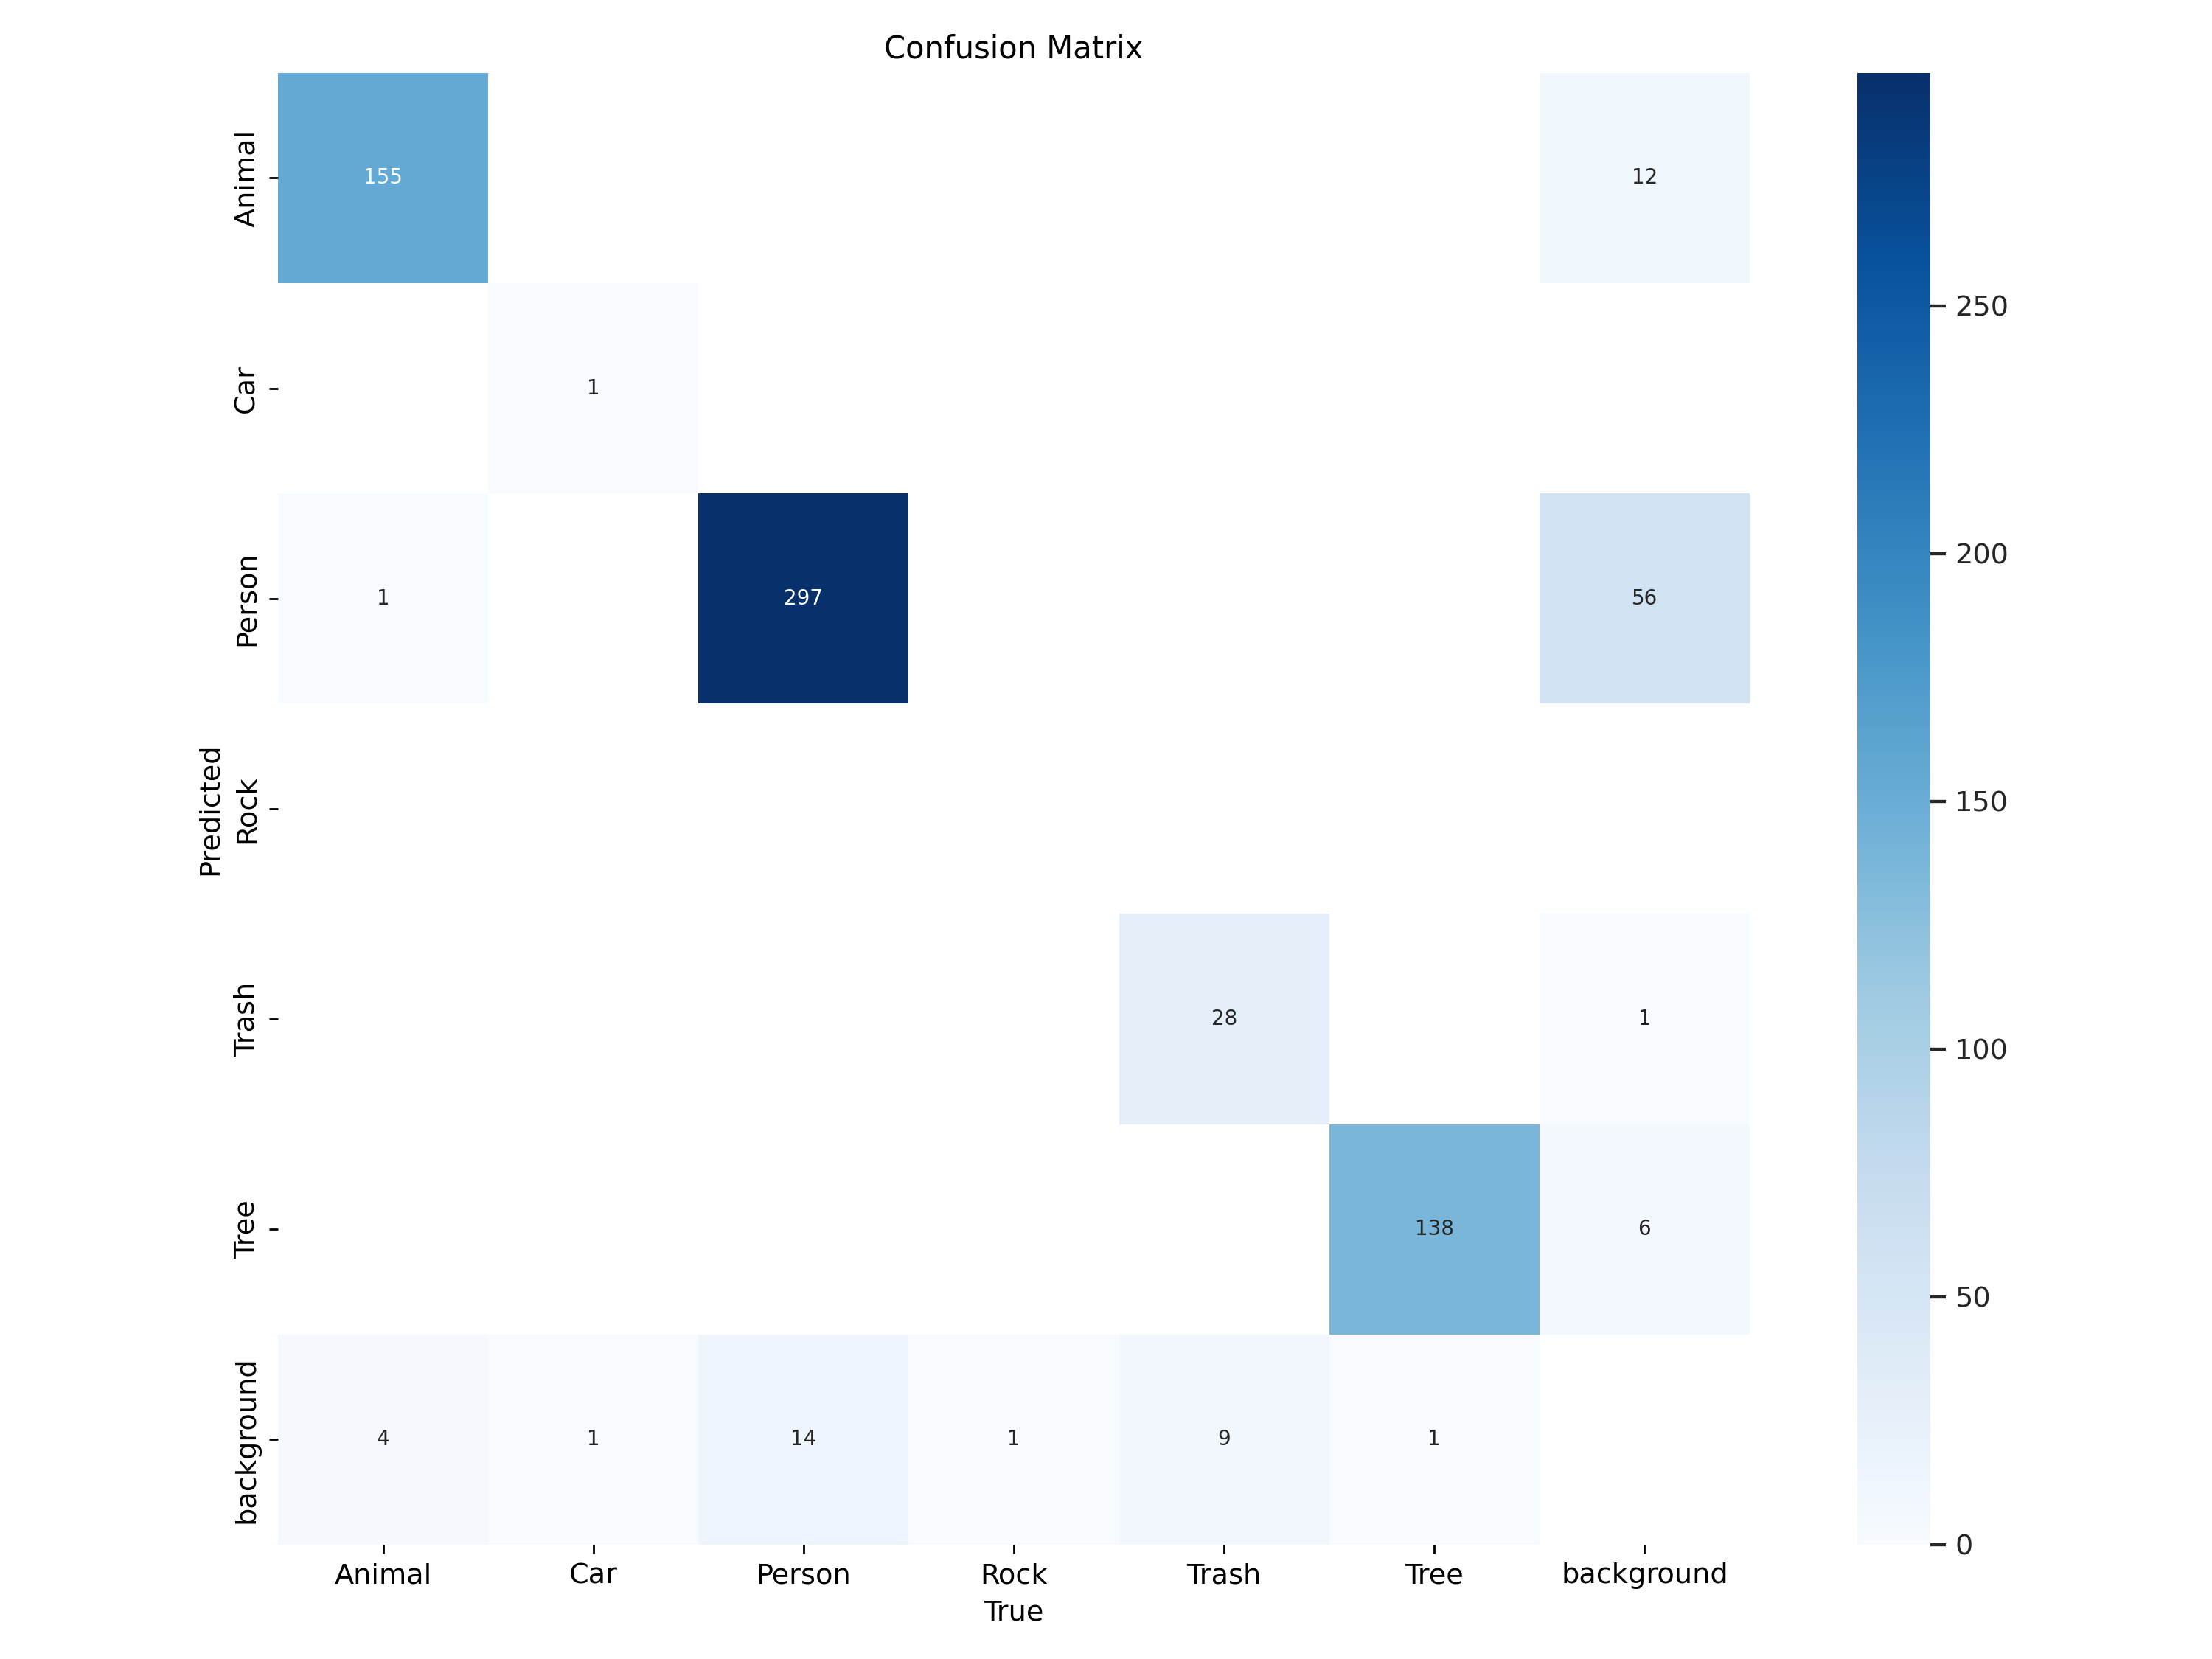 Confusion Matrix
Animal
155
12
250
Car
1
200
Person
1
297
56
Predicted
Rock
150
Trash
28
1
100
Tree
138
6
50
background
4
1
14
1
9
1
0
Animal
Car
Person
Rock
Trash
Tree
background
True